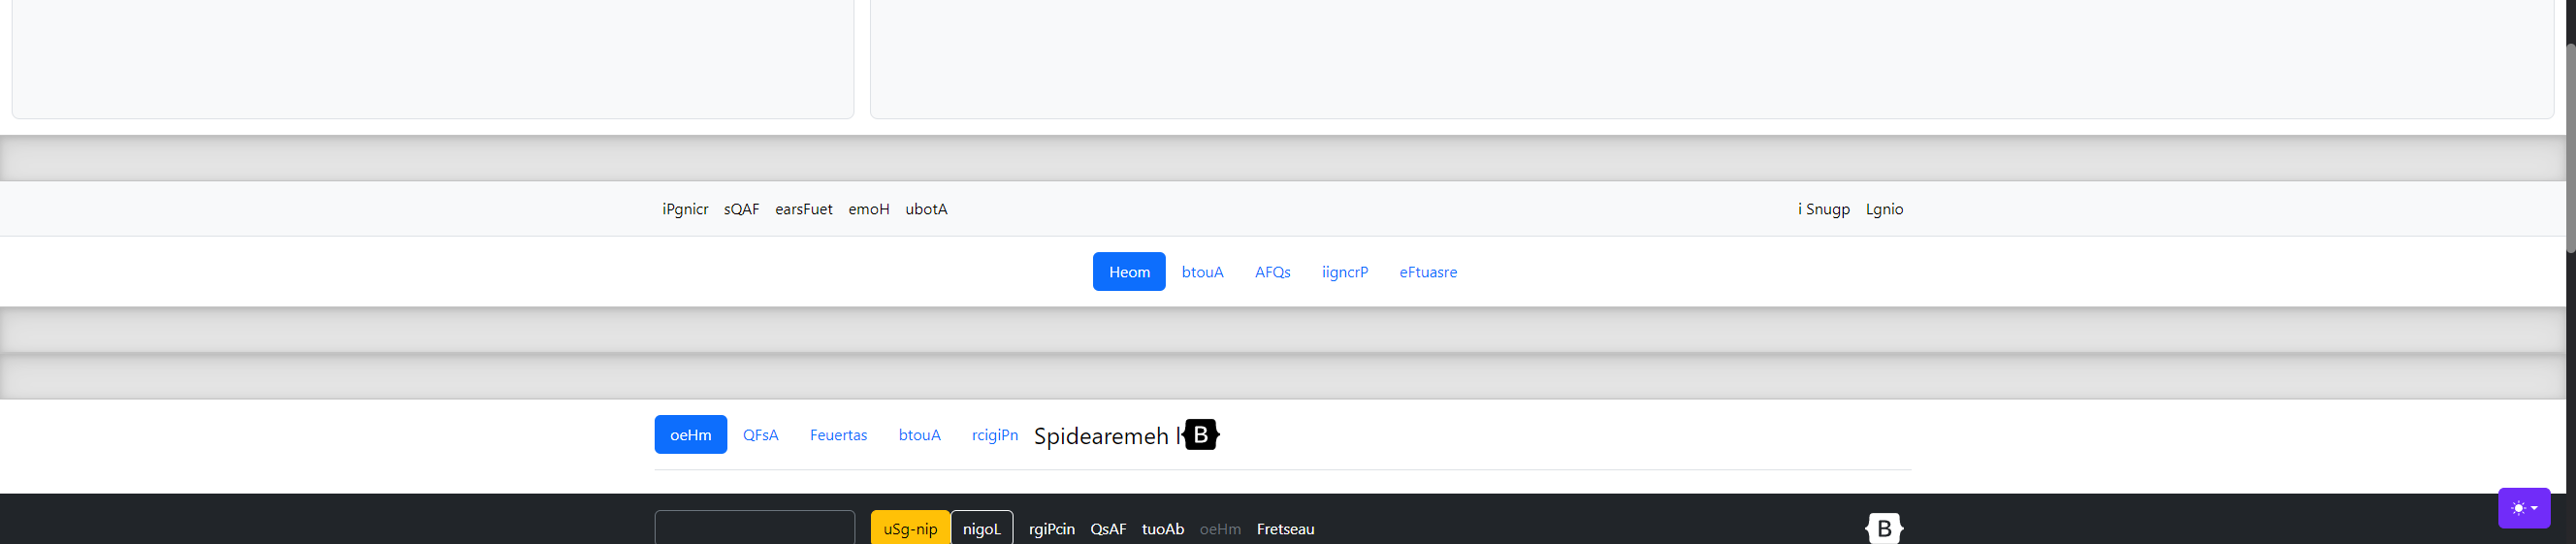 iPgnicr sQAF earsFuet emoH ubotA i Snugp Lgnio
Heom btouA AFQs iigncrP eFtuasre
oeHm QFsA Feuertas btouA rcigiPn Spidearemeh l B
uSg-nip nigoL rgiPcin QsAF tuoAb oeHm Fretseau B